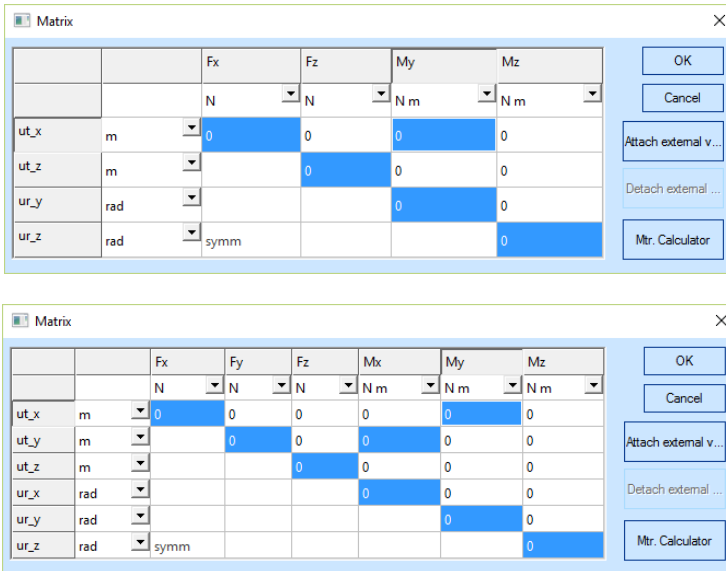 Matrix
Fx Fz My Mz OK
N N N m N m Cancel
ut_x m 0 0 0 0 Attach external v...
ut_z m 0 0 0
Detach external ...
ur_y rad 0 0
ur_z rad symm 0 Mtr. Calculator
Matrix
Fx Fy Fz Mx My Mz OK
N N N N m N m N m Cancel
ut_x m 0 0 0 0 0 0
ut_y m 0 0 0 0 0 Attach external v...
ut_z m 0 0 0 0
ur_x rad 0 0 0 Detach external ...
ur_y rad 0 0
ur_z rad symm 0 Mtr. Calculator